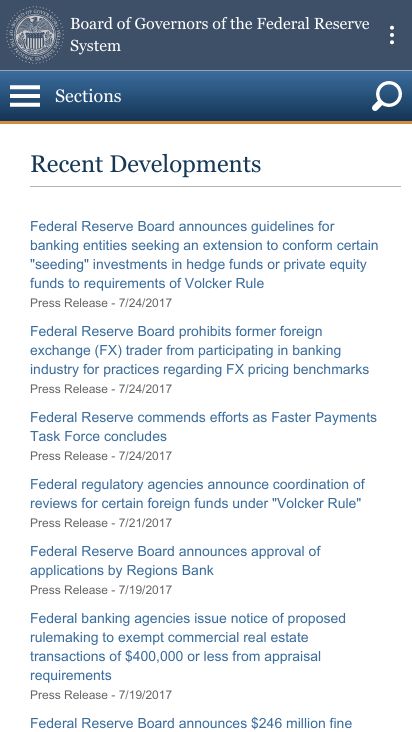 Board of Governors of the Federal Reserve
System
Sections
Recent Developments
Federal Reserve Board announces guidelines for
banking entities seeking an extension to conform certain
"seeding" investments in hedge funds or private equity
funds to requirements of Volcker Rule
Press Release - 7/24/2017
Federal Reserve Board prohibits former foreign
exchange (FX) trader from participating in banking
industry for practices regarding FX pricing benchmarks
Press Release - 7/24/2017
Federal Reserve commends efforts as Faster Payments
Task Force concludes
Press Release - 7/24/2017
Federal regulatory agencies announce coordination of
reviews for certain foreign funds under "Volcker Rule"
Press Release - 7/21/2017
Federal Reserve Board announces approval of
applications by Regions Bank
Press Release - 7/19/2017
Federal banking agencies issue notice of proposed
rulemaking to exempt commercial real estate
transactions of $400,000 or less from appraisal
requirements
Press Release - 7/19/2017
Federal Reserve Board announces $246 million fine